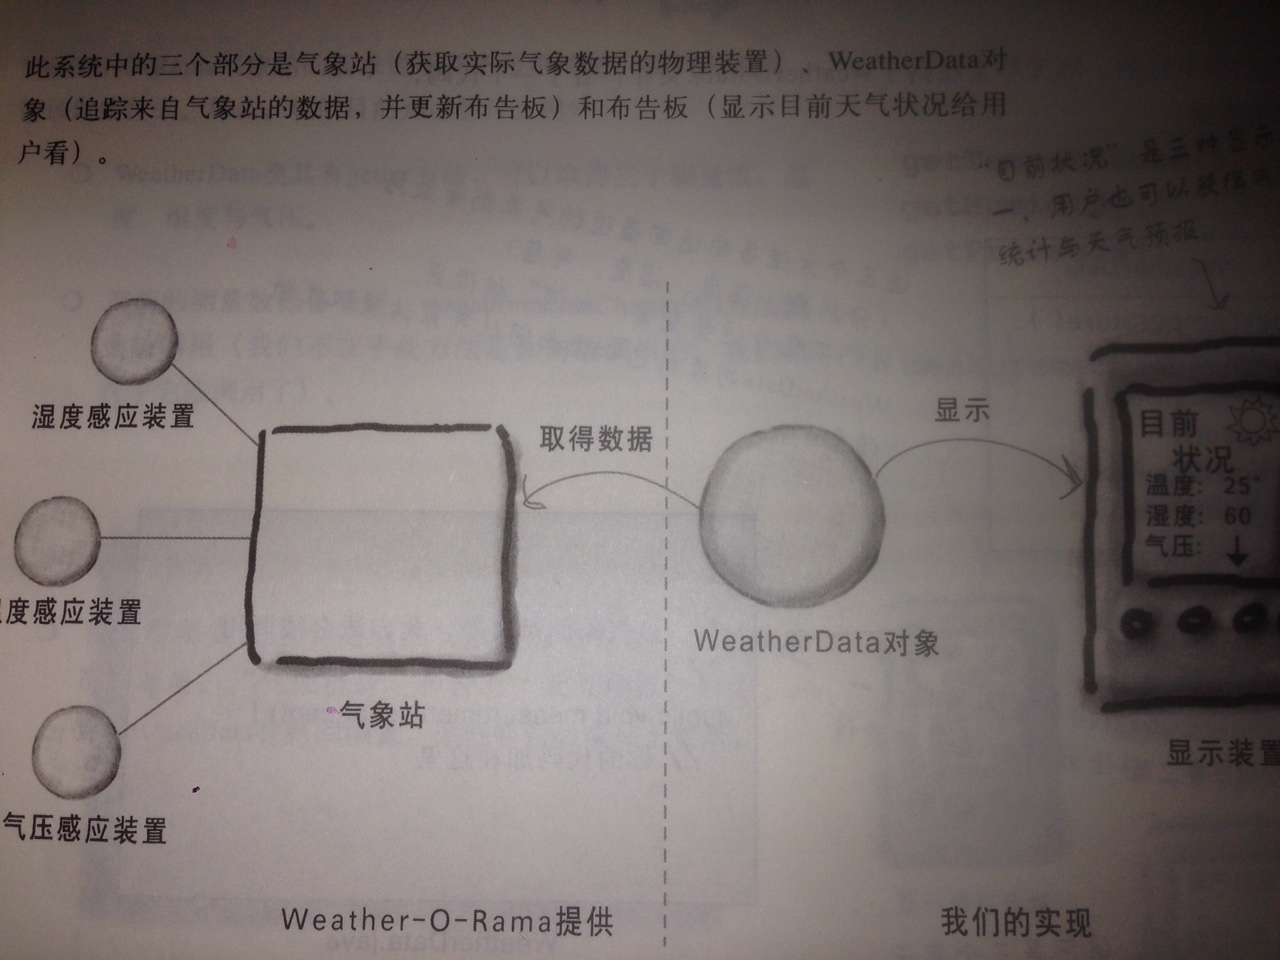 此系统中的三个部分是气象站（获取实际气象数据的物理装置）、WeatherData对
象（追踪来自气象站的数据，并更新布告板）和布告板（显示目前天气状况给用
户看）。
目前状况”是三种显示
一，用户也可以获得气
统计与天气预报
湿度感应装置
取得数据
显示
目前
状况
温度：25°
湿度：60
气压：
度感应装置
WeatherData对象
气象站
显示装置
气压感应装置
Weather-O-Rama提供
我们的实现